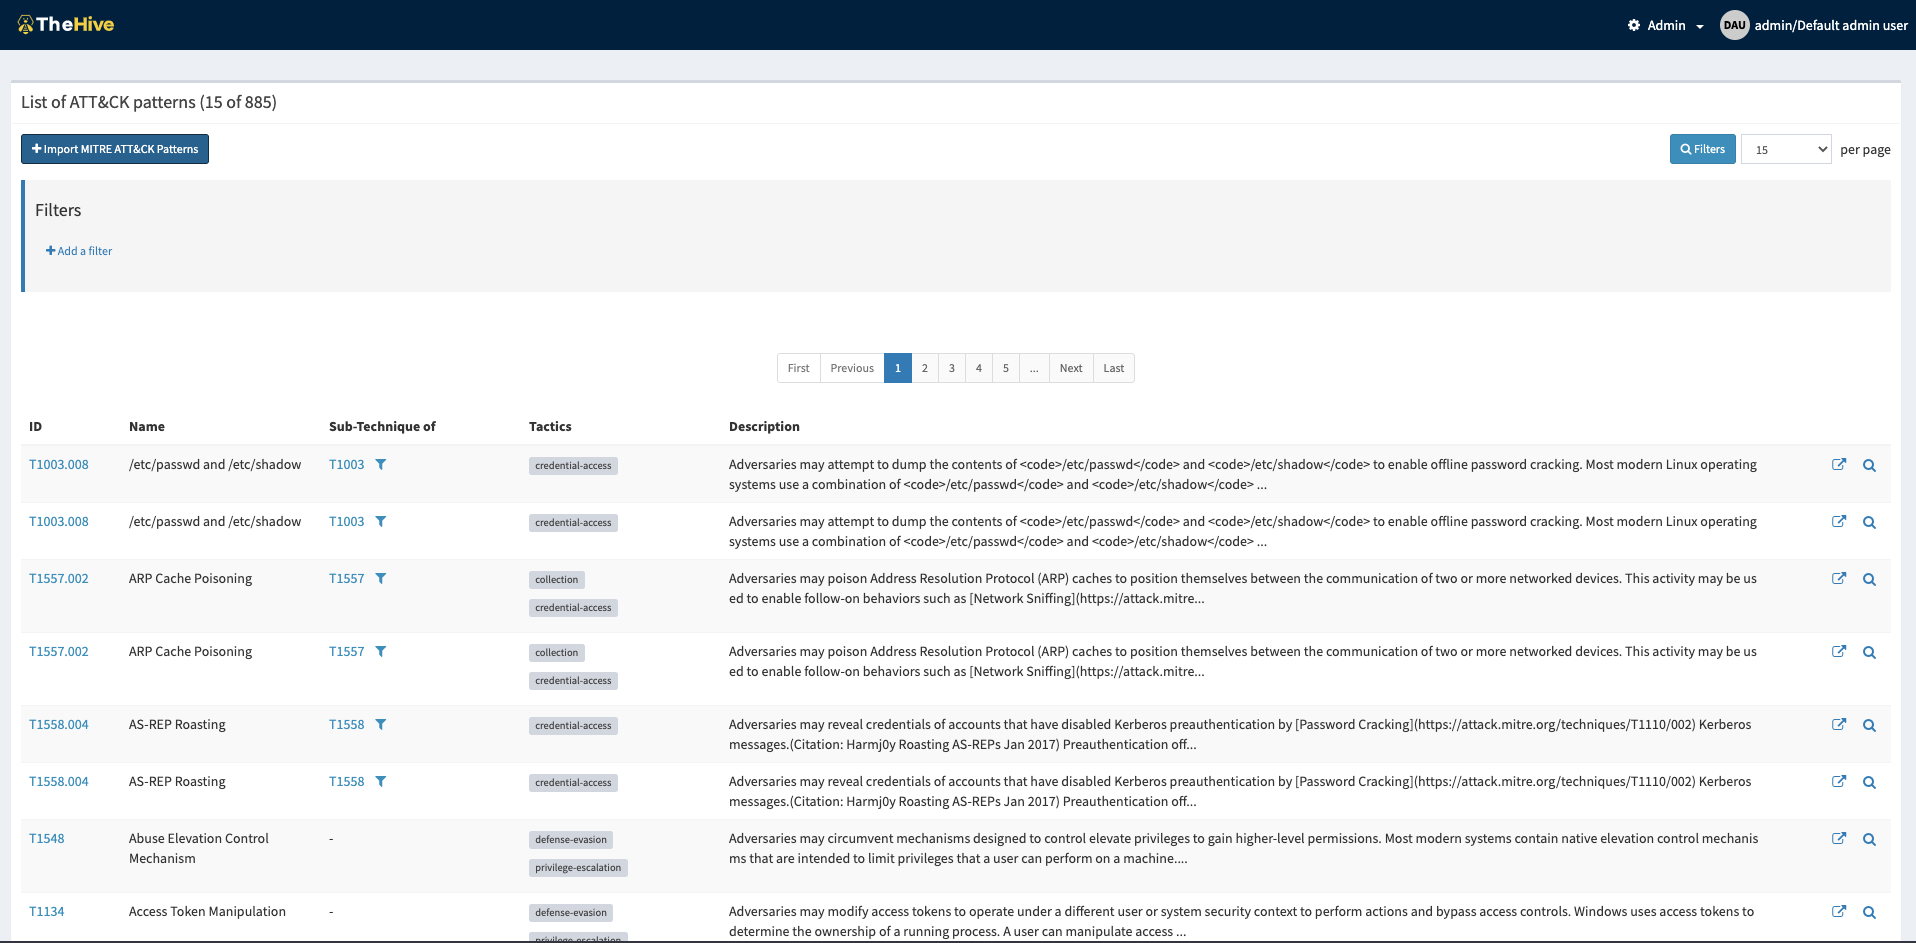 TheHive
Admin
DAU admin/Default admin user
List of ATT&CK patterns (15 of 885)
Import MITRE ATT&CK Patterns
Filters 15 per page
Filters
Add a filter
First Previous 1 2 3 4 5 ... Next Last
ID Name Sub-Technique of Tactics Description
T1003.008 /etc/passwd and /etc/shadow T1003 credential-access Adversaries may attempt to dump the contents of <code>/etc/passwd</code> and <code>/etc/shadow</code> to enable offline password cracking. Most modern Linux operating
systems use a combination of <code>/etc/passwd</code> and <code>/etc/shadow</code> ...
T1003.008 /etc/passwd and /etc/shadow T1003 credential-access Adversaries may attempt to dump the contents of <code>/etc/passwd</code> and <code>/etc/shadow</code> to enable offline password cracking. Most modern Linux operating
systems use a combination of <code>/etc/passwd</code> and <code>/etc/shadow</code> ...
T1557.002 ARP Cache Poisoning T1557 collection Adversaries may poison Address Resolution Protocol (ARP) caches to position themselves between the communication of two or more networked devices. This activity may be us
credential-access ed to enable follow-on behaviors such as [Network Sniffing](https://attack.mitre...
T1557.002 ARP Cache Poisoning T1557 collection Adversaries may poison Address Resolution Protocol (ARP) caches to position themselves between the communication of two or more networked devices. This activity may be us
credential-access ed to enable follow-on behaviors such as [Network Sniffing](https://attack.mitre...
T1558.004 AS-REP Roasting T1558 credential-access Adversaries may reveal credentials of accounts that have disabled Kerberos preauthentication by [Password Cracking](https://attack.mitre.org/techniques/T1110/002) Kerberos
messages.(Citation: Harmj0y Roasting AS-REPs Jan 2017) Preauthentication off...
T1558.004 AS-REP Roasting T1558 credential-access Adversaries may reveal credentials of accounts that have disabled Kerberos preauthentication by [Password Cracking](https://attack.mitre.org/techniques/T1110/002) Kerberos
messages.(Citation: Harmj0y Roasting AS-REPs Jan 2017) Preauthentication off...
T1548 Abuse Elevation Control - defense-evasion Adversaries may circumvent mechanisms designed to control elevate privileges to gain higher-level permissions. Most modern systems contain native elevation control mechanis
Mechanism privilege-escalation ms that are intended to limit privileges that a user can perform on a machine....
T1134 Access Token Manipulation - defense-evasion Adversaries may modify access tokens to operate under a different user or system security context to perform actions and bypass access controls. Windows uses access tokens to
privilege-escalation determine the ownership of a running process. A user can manipulate access ...